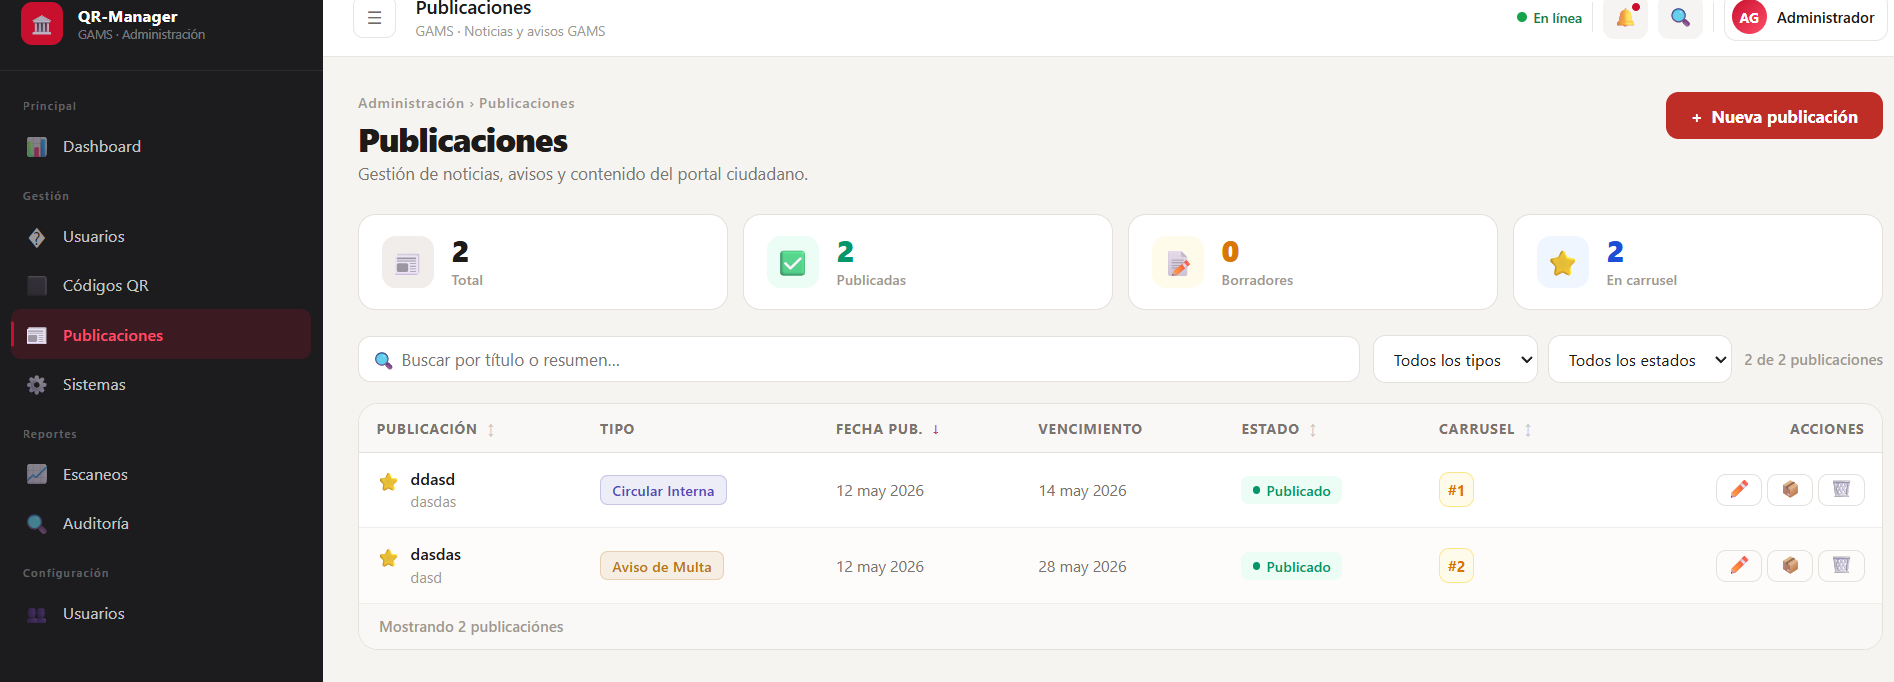 QR-Manager
GAMS · Administración
Principal
Dashboard
Gestión
Usuarios
Códigos QR
Publicaciones
Sistemas
Reportes
Escaneos
Auditoría
Configuración
Usuarios
Publicaciones
GAMS · Noticias y avisos GAMS
En línea
AG Administrador
Administración › Publicaciones
Publicaciones
Gestión de noticias, avisos y contenido del portal ciudadano.
+ Nueva publicación
2
Total
2
Publicadas
0
Borradores
2
En carrusel
Buscar por título o resumen...
Todos los tipos
Todos los estados
2 de 2 publicaciones
PUBLICACIÓN ↕ TIPO FECHA PUB. ↓ VENCIMIENTO ESTADO ↕ CARRUSEL ↕ ACCIONES
ddasd
dasdas
Circular Interna 12 may 2026 14 may 2026 Publicado #1
dasdas
dasd
Aviso de Multa 12 may 2026 28 may 2026 Publicado #2
Mostrando 2 publicaciónes